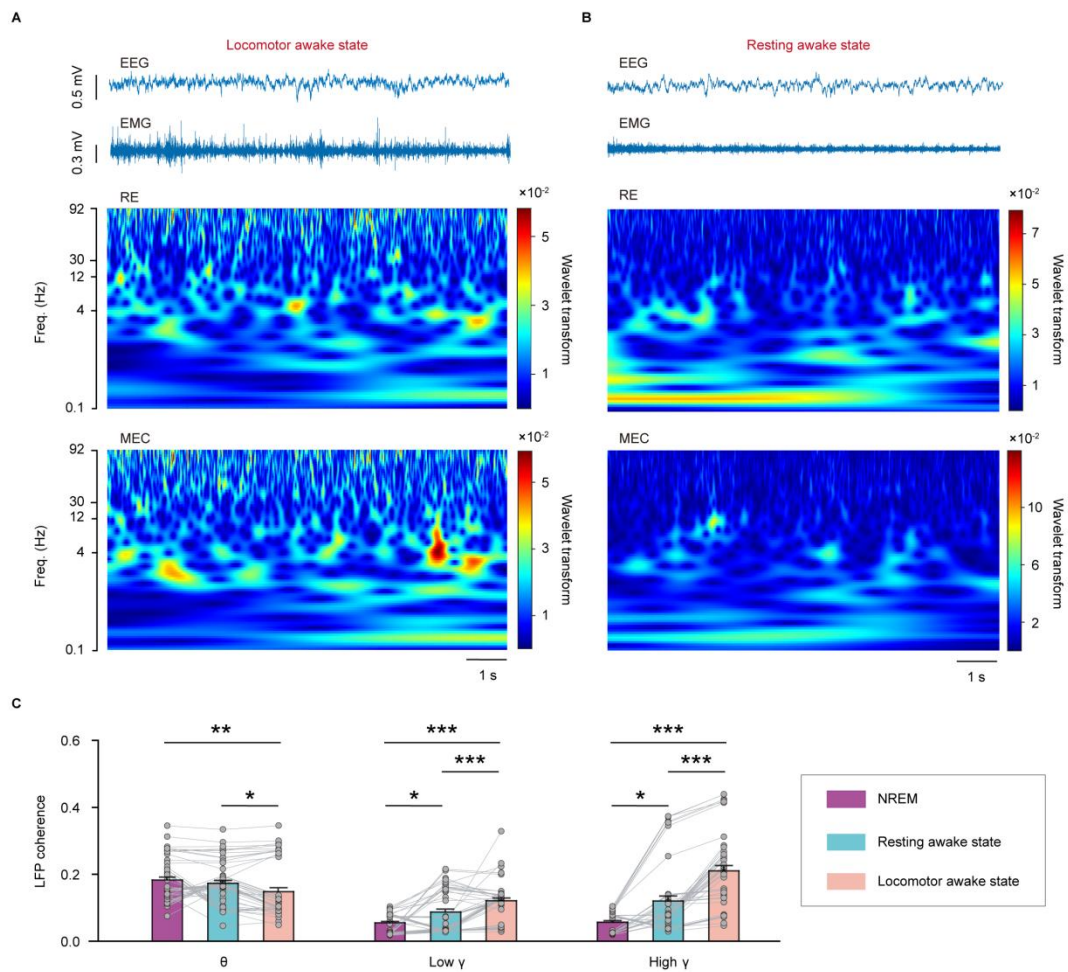 A
Locomotor awake state
EEG
0.5 mV
EMG
0.3 mV
RE
×10-2
92
30
12
4
0.1
Freq. (Hz)
5
3
1
Wavelet transform
MEC
×10-2
92
30
12
4
0.1
Freq. (Hz)
5
3
1
Wavelet transform
1 s
B
Resting awake state
EEG
EMG
RE
×10-2
7
5
3
1
Wavelet transform
MEC
×10-2
10
6
2
Wavelet transform
1 s
C
LFP coherence
0.6
0.4
0.2
0.0
**
*
***
***
*
***
***
*
θ
Low γ
High γ
NREM
Resting awake state
Locomotor awake state